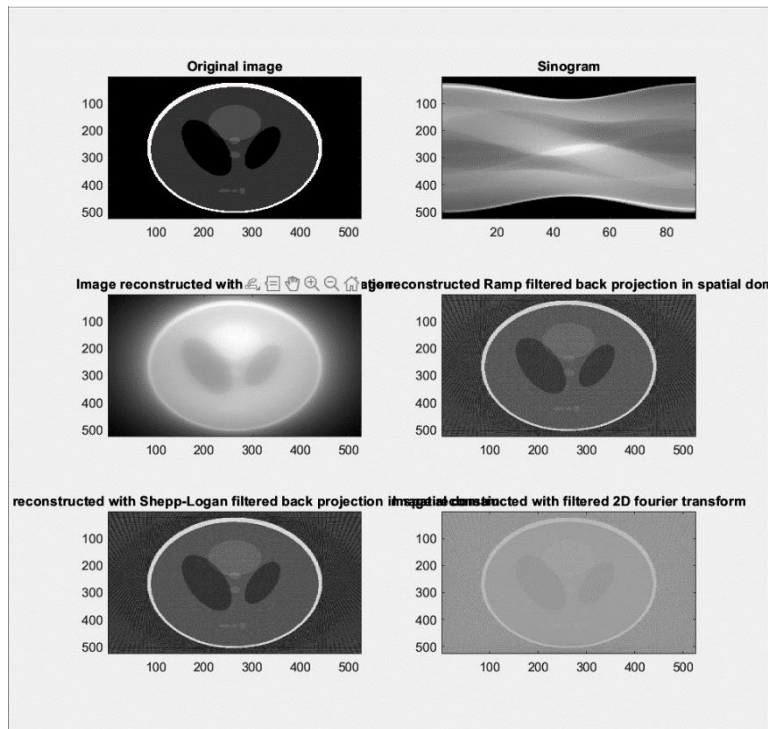 Original image
Sinogram
100
200
300
400
500
100 200 300 400 500
100
200
300
400
500
20 40 60 80
Image reconstructed with
reconstructed Ramp filtered back projection in spatial dom
100
200
300
400
500
100 200 300 400 500
100
200
300
400
500
100 200 300 400 500
reconstructed with Shepp-Logan filtered back projection in
with filtered 2D fourier transform
100
200
300
400
500
100 200 300 400 500
100
200
300
400
500
100 200 300 400 500